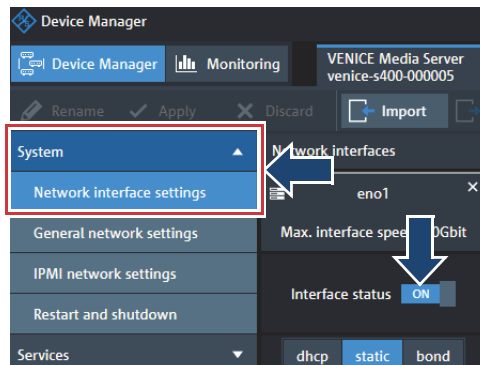 Device Manager
Device Manager
Monitoring
VENICE Media Server
venice-s400-000005
Rename
Apply
Discard
Import
System
Network interfaces
Network interface settings
eno1
General network settings
Max. interface spee 0Gbit
IPMI network settings
Interface status ON
Restart and shutdown
Services
dhcp static bond